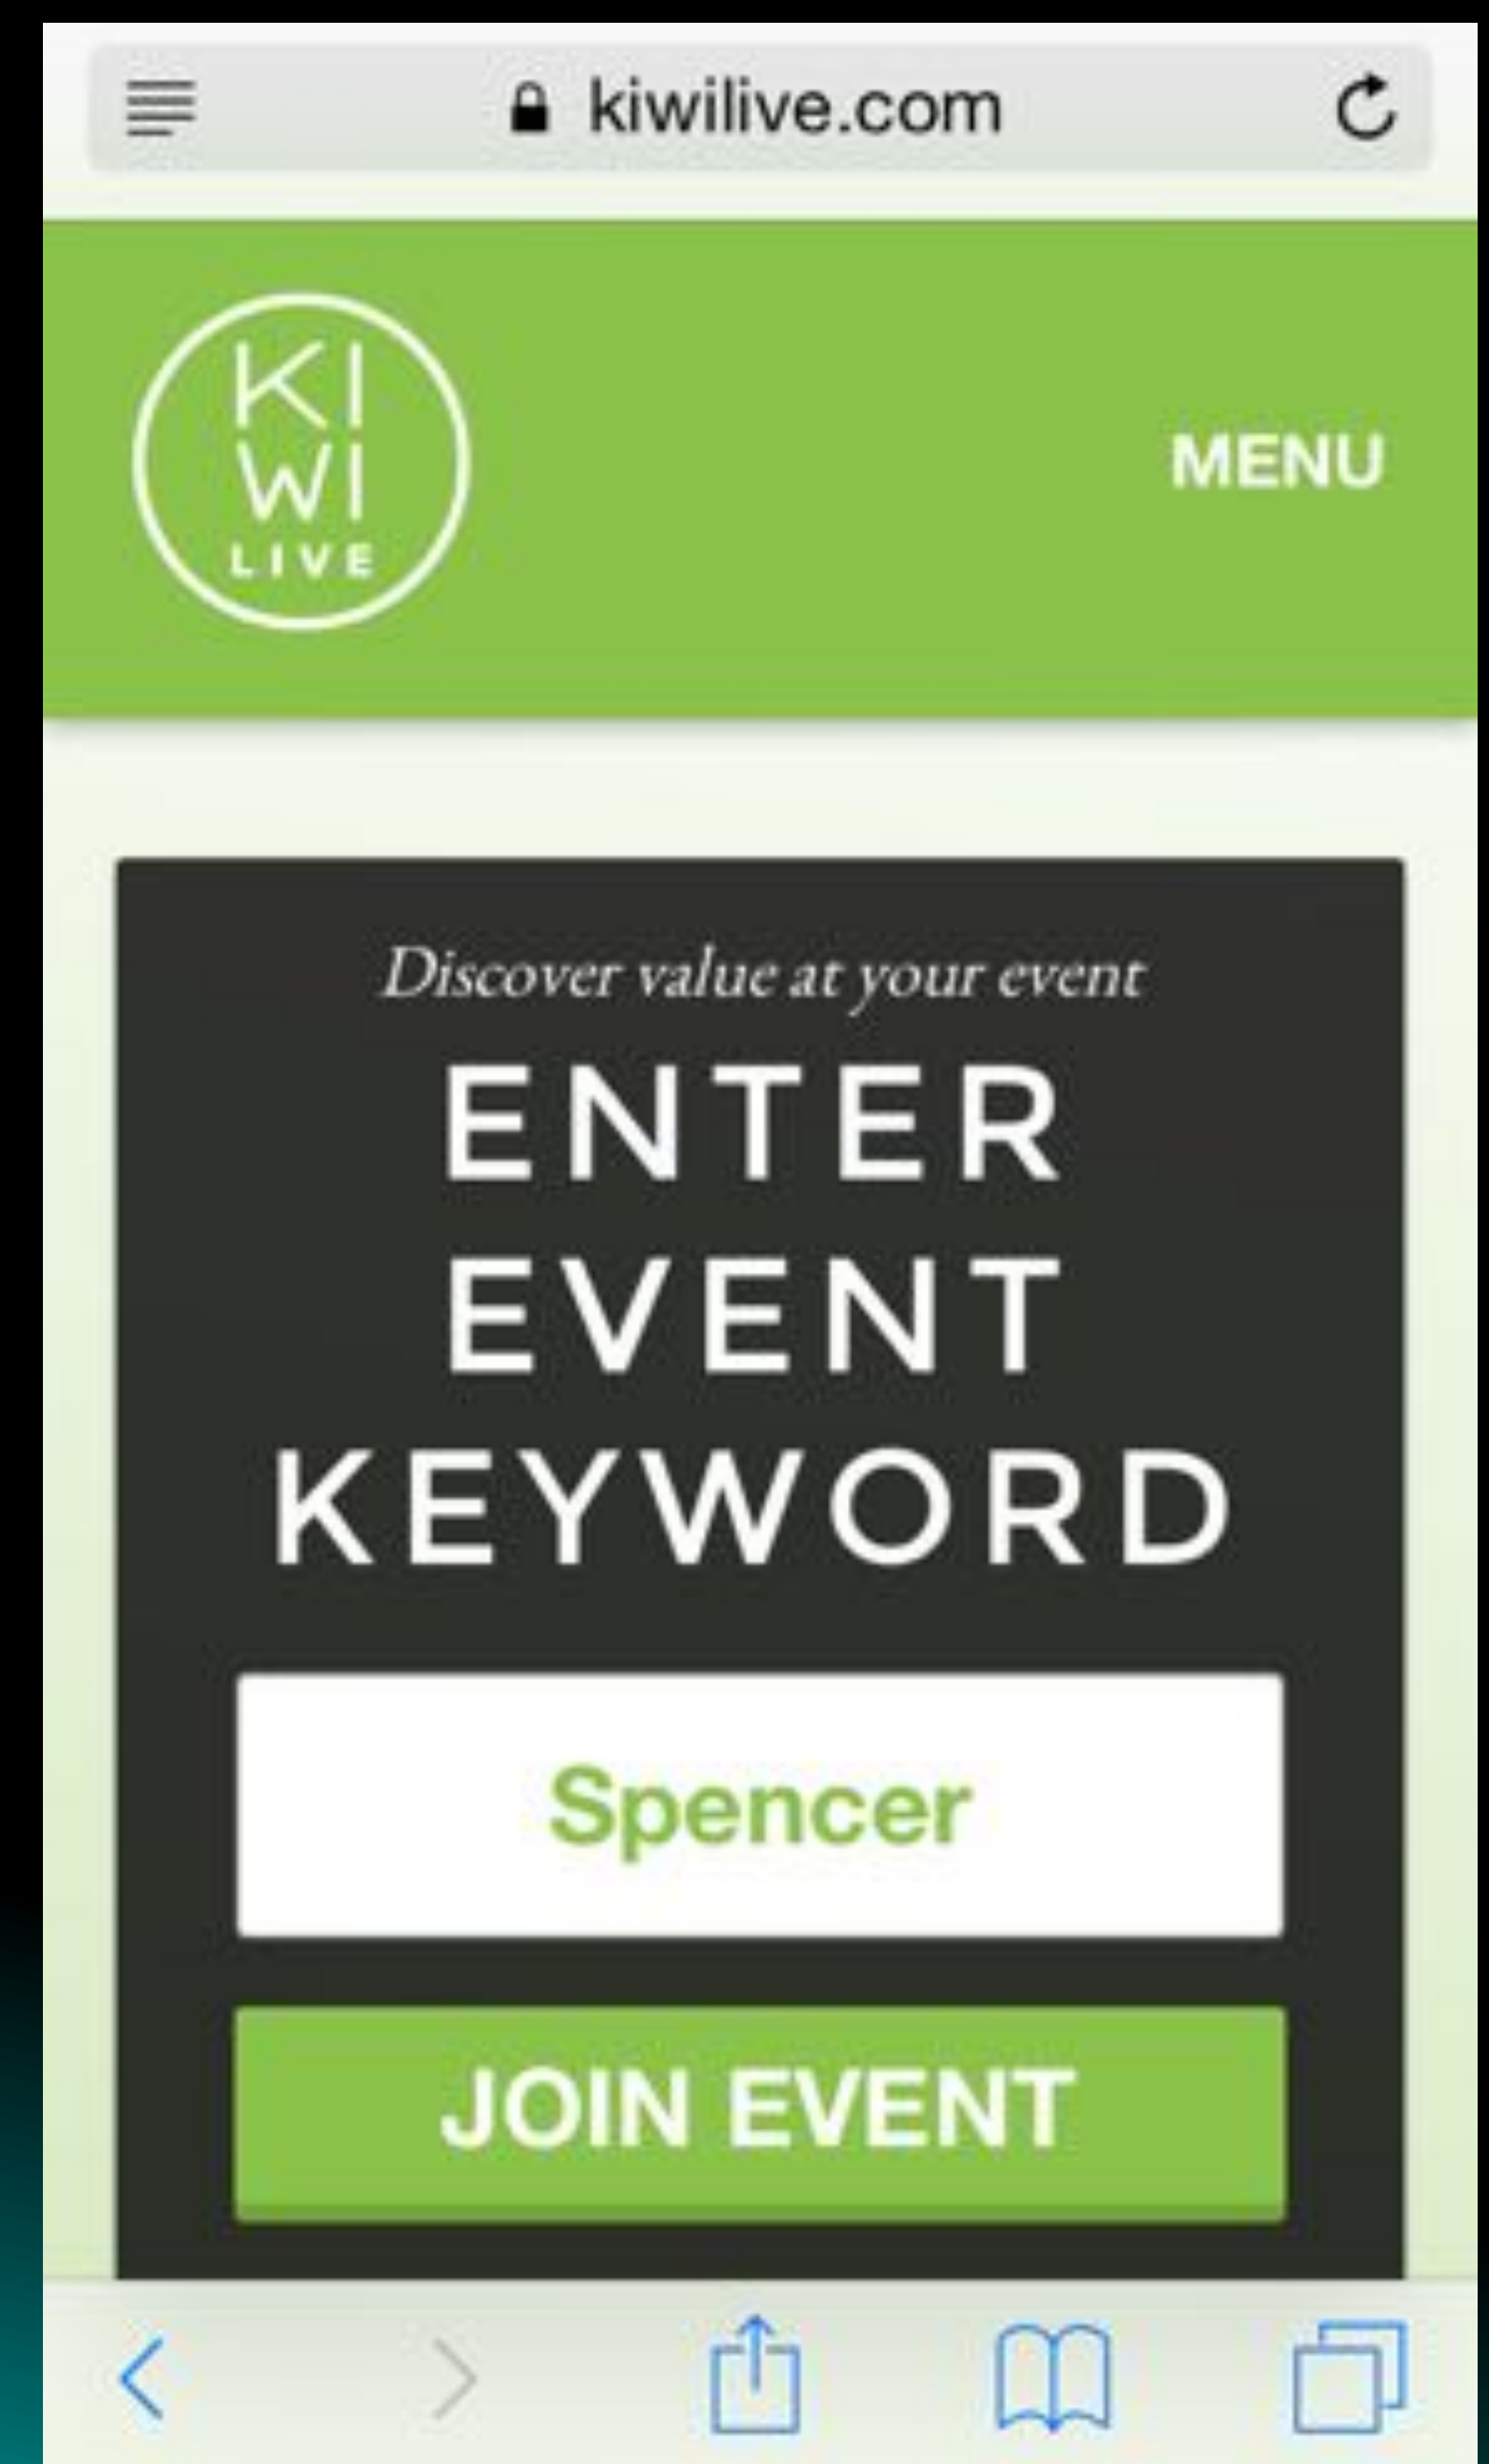 kiwilive.com
KI
WI
LIVE
MENU
Discover value at your event
ENTER
EVENT
KEYWORD
Spencer
JOIN EVENT